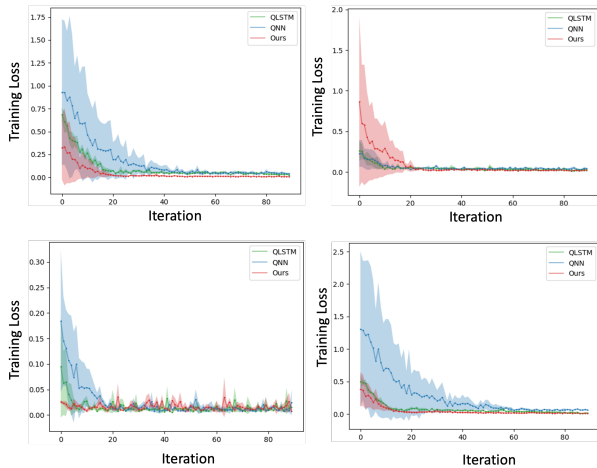 QLSTM
QNN
Ours
1.75
1.50
1.25
1.00
0.75
0.50
0.25
0.00
Training Loss
0 20 40 60 80
Iteration
QLSTM
QNN
Ours
2.0
1.5
1.0
0.5
0.0
Training Loss
0 20 40 60 80
Iteration
QLSTM
QNN
Ours
0.30
0.25
0.20
0.15
0.10
0.05
0.00
Training Loss
0 20 40 60 80
Iteration
QLSTM
QNN
Ours
2.5
2.0
1.5
1.0
0.5
0.0
Training Loss
0 20 40 60 80
Iteration